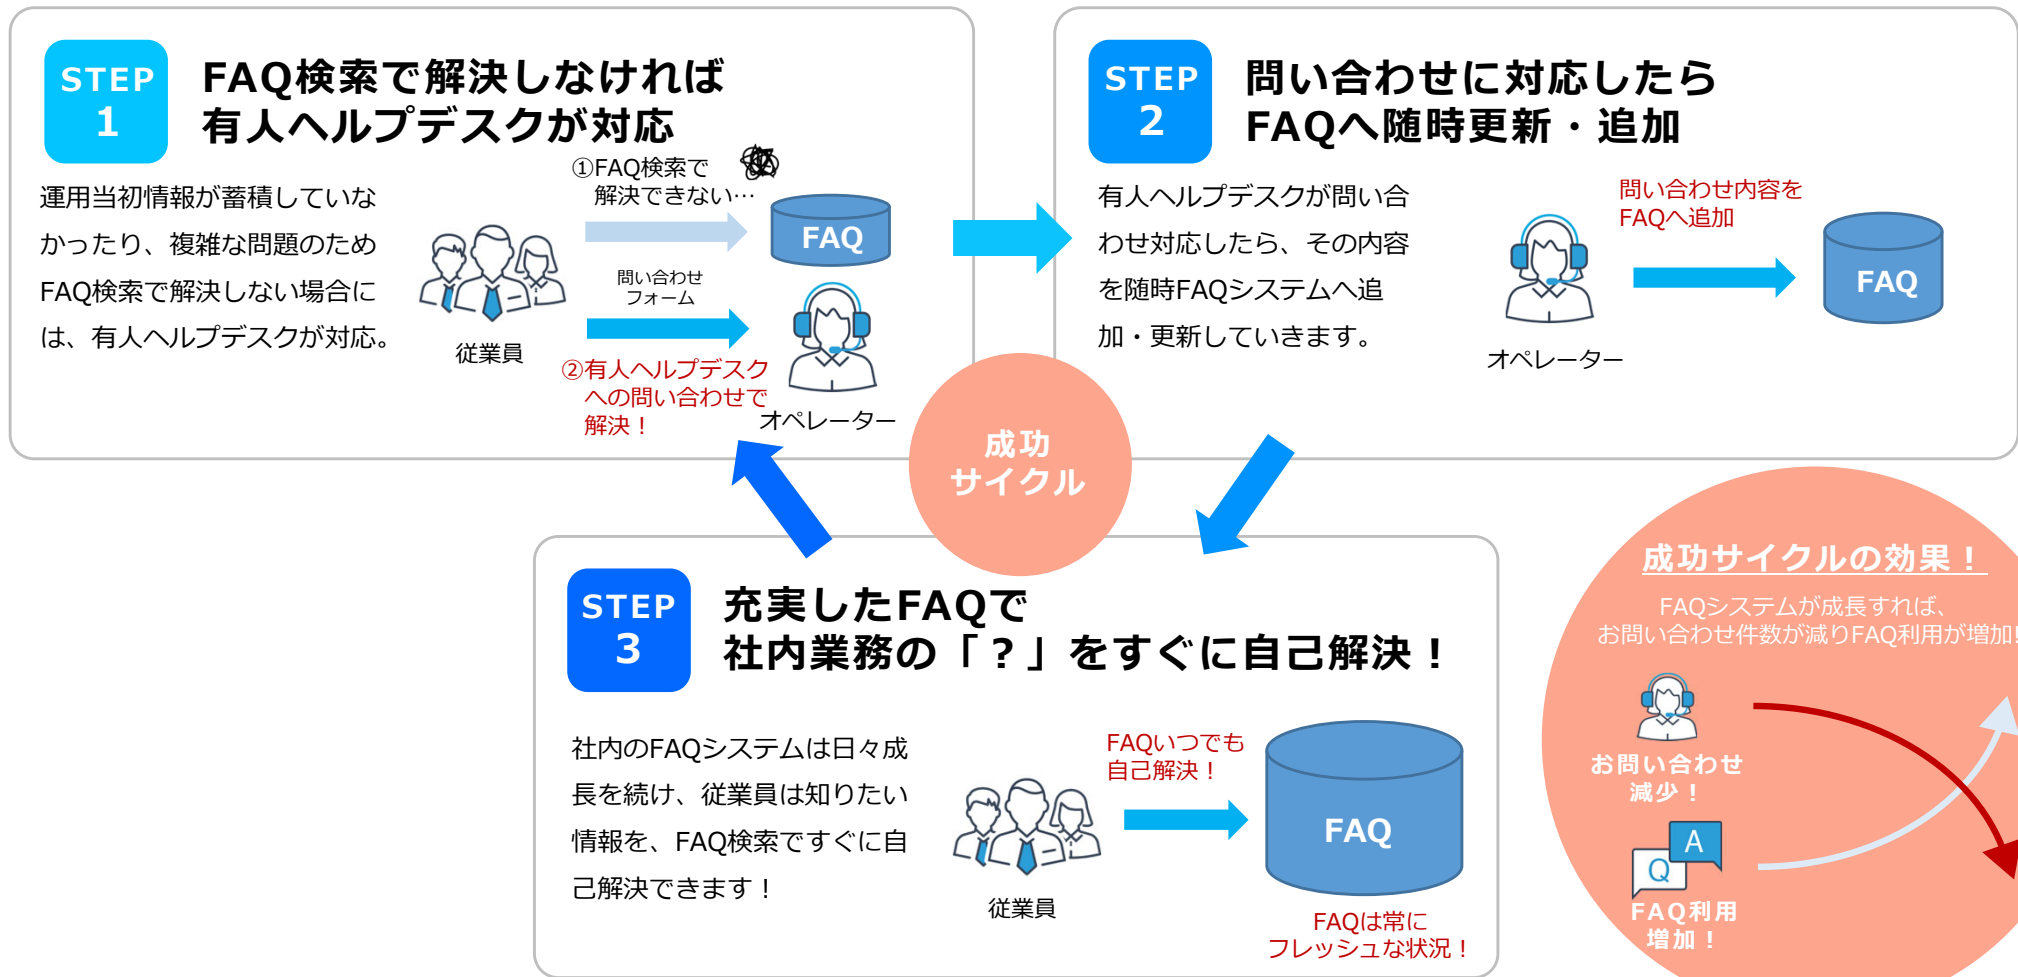 STEP
1
FAQ検索で解決しなければ
有人ヘルプデスクが対応
運用当初情報が蓄積していな
かったり、複雑な問題のため
FAQ検索で解決しない場合に
は、有人ヘルプデスクが対応。
従業員
①FAQ検索で
解決できない…
FAQ
問い合わせ
フォーム
②有人ヘルプデスク
への問い合わせで
解決！
オペレーター
STEP
2
問い合わせに対応したら
FAQへ随時更新・追加
有人ヘルプデスクが問い合
わせ対応したら、その内容
を随時FAQシステムへ追
加・更新していきます。
オペレーター
問い合わせ内容を
FAQへ追加
FAQ
成功
サイクル
STEP
3
充実したFAQで
社内業務の「？」をすぐに自己解決！
社内のFAQシステムは日々成
長を続け、従業員は知りたい
情報を、FAQ検索ですぐに自
己解決できます！
従業員
FAQいつでも
自己解決！
FAQ
FAQは常に
フレッシュな状況！
成功サイクルの効果！
FAQシステムが成長すれば、
お問い合わせ件数が減りFAQ利用が増加!
お問い合わせ
減少！
Q
A
FAQ利用
増加！